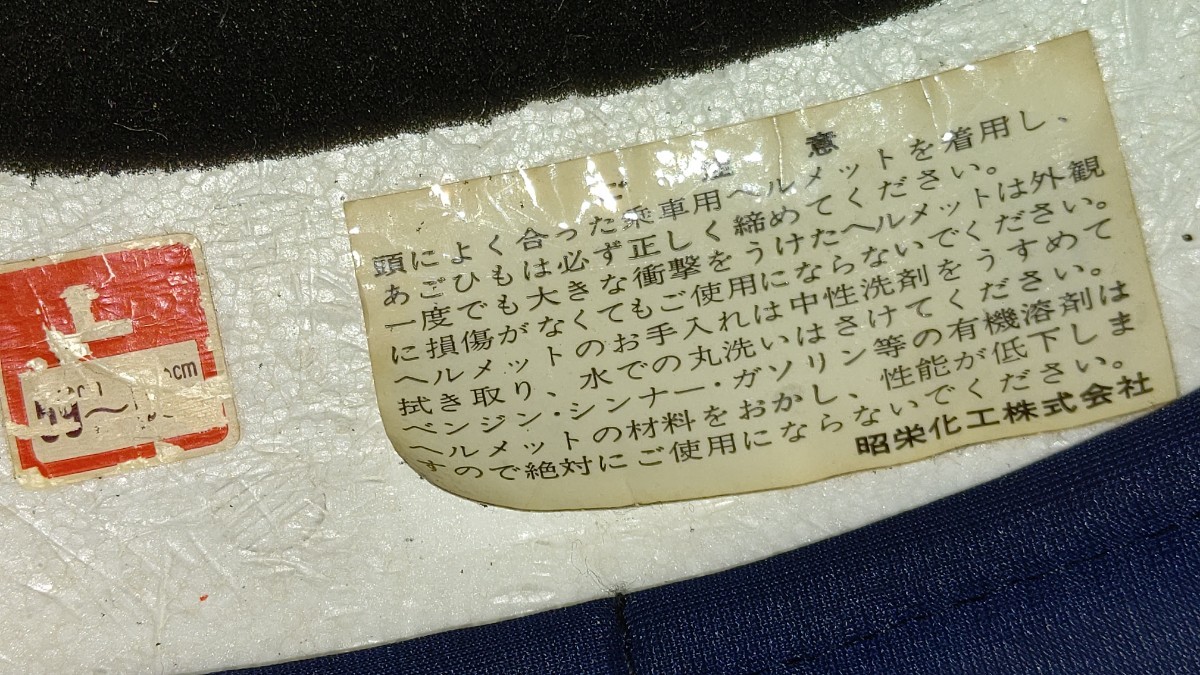 ご注意
頭によく合った乗車用ヘルメットを着用し、
あごひもは必ず正しく締めてください。
一度でも大きな衝撃をうけたヘルメットは外観
に損傷がなくてもご使用にならないでください。
ヘルメットのお手入れは中性洗剤をうすめて
拭き取り、水での丸洗いはさけてください。
ベンジン・シンナー・ガソリン等の有機溶剤は
ヘルメットの材料をおかし、性能が低下しま
すので絶対にご使用にならないでください。
昭栄化工株式会社
cm
59〜